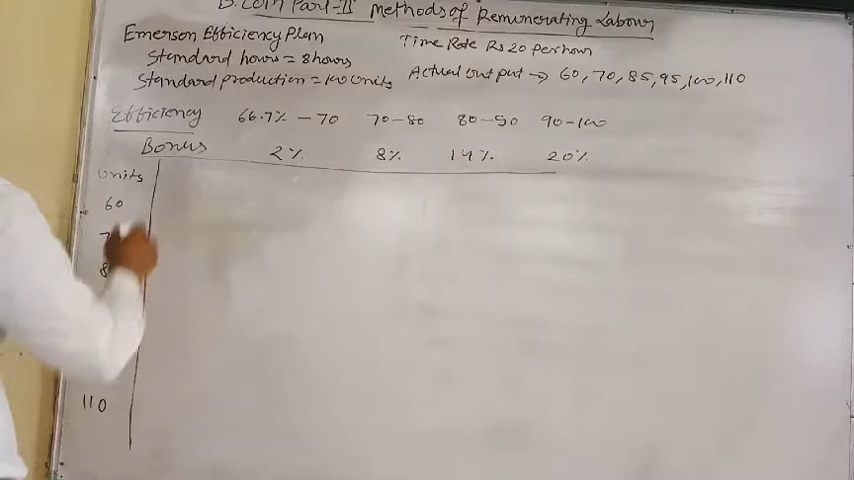 B.Com Part-II Methods of Remunerating Labour
Emerson Efficiency Plan Time Rate Rs 20 per hour
Standard hours = 8 hours
Standard production = 100 Units Actual out put → 60, 70, 85, 95, 100, 110
Efficiency 66.7% - 70 70-80 80-90 90-100
Bonus 2% 8% 14% 20%
Units
60
7
8
110